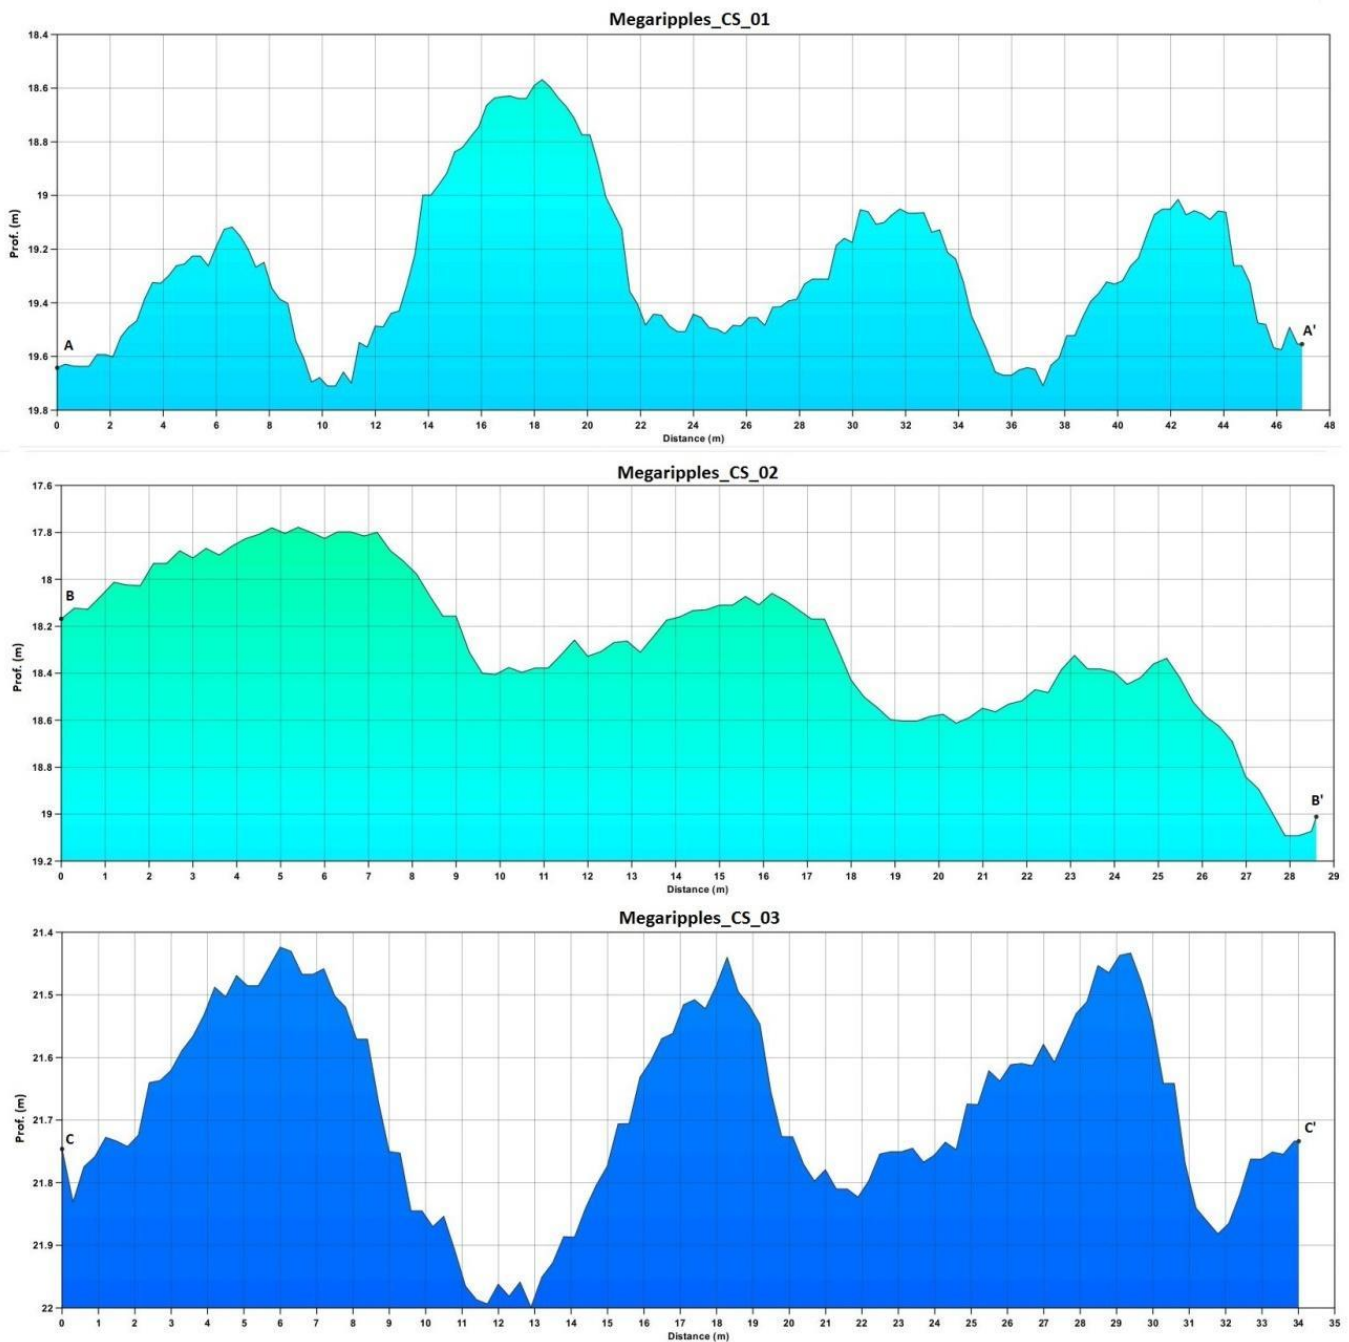 Megaripples_CS_01
18.4
18.6
18.8
19
19.2
19.4
19.6
19.8
Prof. (m)
A
A'
0 2 4 6 8 10 12 14 16 18 20 22 24 26 28 30 32 34 36 38 40 42 44 46 48
Distance (m)
Megaripples_CS_02
17.6
17.8
18
18.2
18.4
18.6
18.8
19
19.2
Prof. (m)
B
B'
0 1 2 3 4 5 6 7 8 9 10 11 12 13 14 15 16 17 18 19 20 21 22 23 24 25 26 27 28 29
Distance (m)
Megaripples_CS_03
21.4
21.5
21.6
21.7
21.8
21.9
22
Prof. (m)
C
C'
0 1 2 3 4 5 6 7 8 9 10 11 12 13 14 15 16 17 18 19 20 21 22 23 24 25 26 27 28 29 30 31 32 33 34 35
Distance (m)